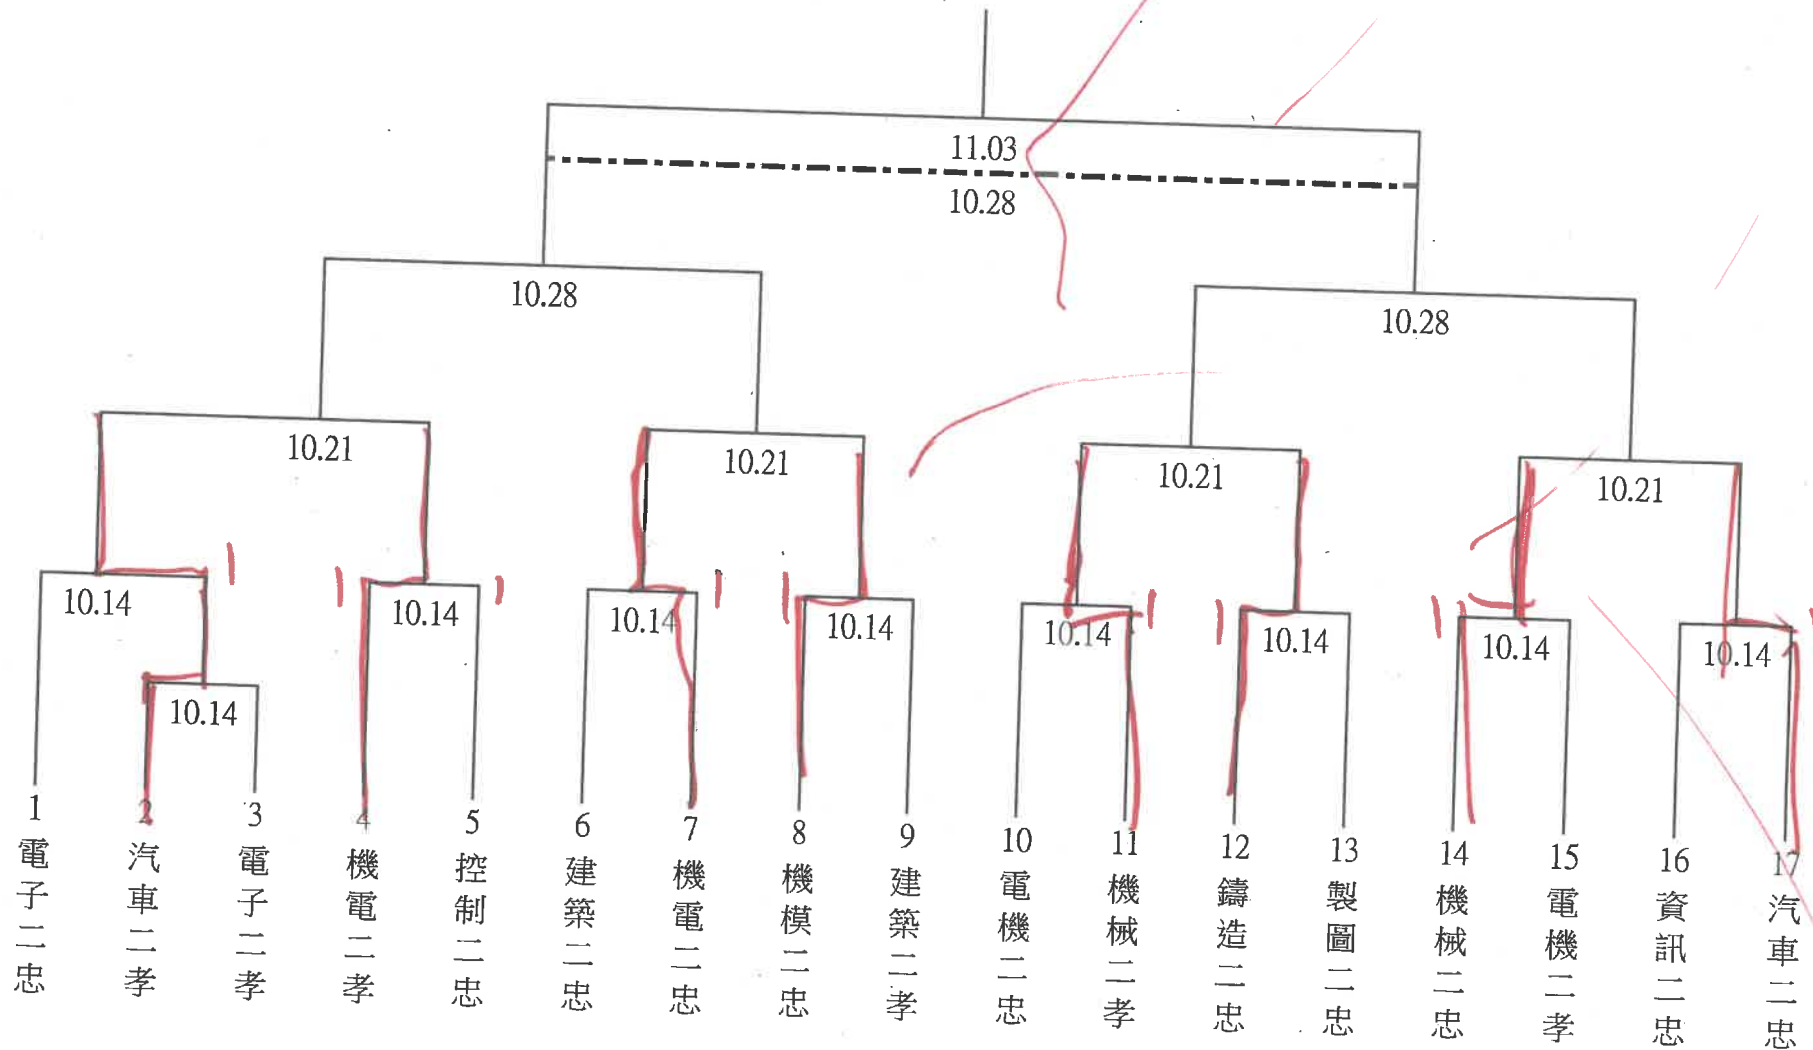 11.03
10.28
10.28
10.28
10.21
10.21
10.21
10.21
10.14
10.14
10.14
10.14
10.14
10.14
10.14
10.14
10.14
1 電子二忠
2 汽車二孝
3 電子二孝
4 機電二孝
5 控制二忠
6 建築二忠
7 機電二忠
8 機模二忠
9 建築二孝
10 電機二忠
11 機械二孝
12 鑄造二忠
13 製圖二忠
14 機械二忠
15 電機二孝
16 資訊二忠
17 汽車二忠